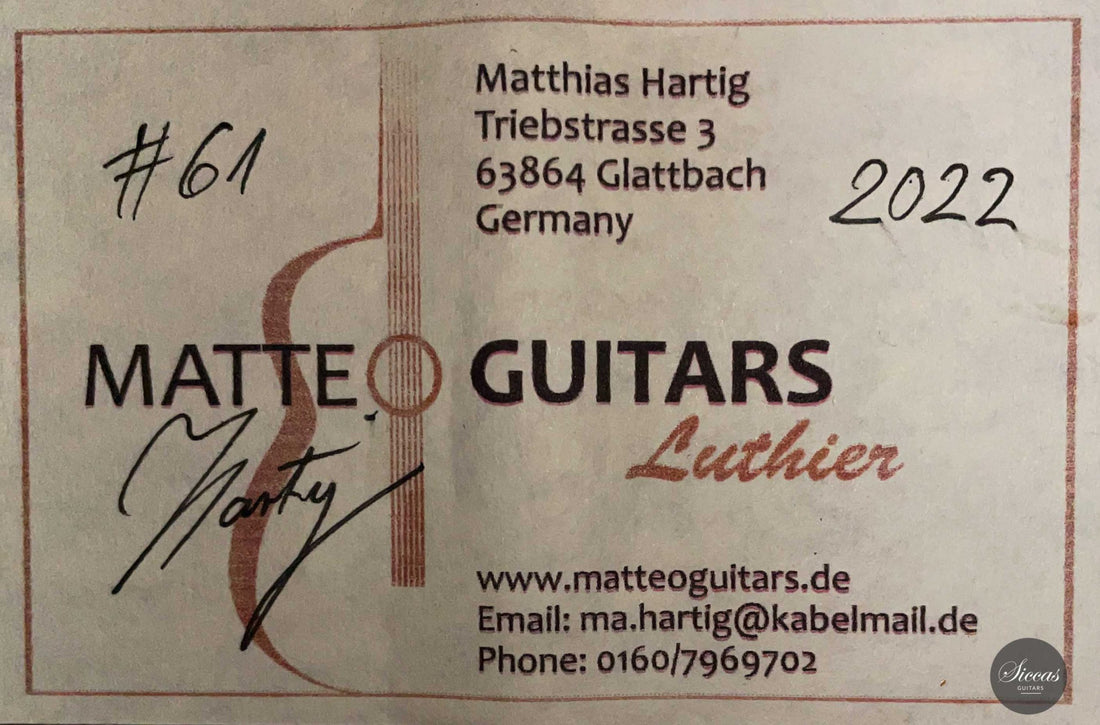 Matthias Hartig
Triebstrasse 3
63864 Glattbach
Germany
#61
2022
MATTEO GUITARS
Luthier
Hartig
www.matteoguitars.de
Email: ma.hartig@kabelmail.de
Phone: 0160/7969702
Siccas
GUITARS